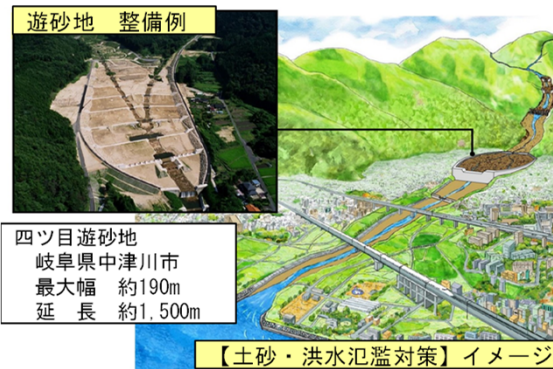 遊砂地　整備例
四ツ目遊砂地
岐阜県中津川市
最大幅　約190m
延　長　約1,500m
【土砂・洪水氾濫対策】イメージ